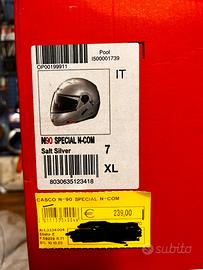 Pool
OP00199911
I500001739
IT
N90 SPECIAL N-COM
Salt Silver
7
XL
8030635123418
CASCO N°90 SPECIAL N-COM
239,00
subito